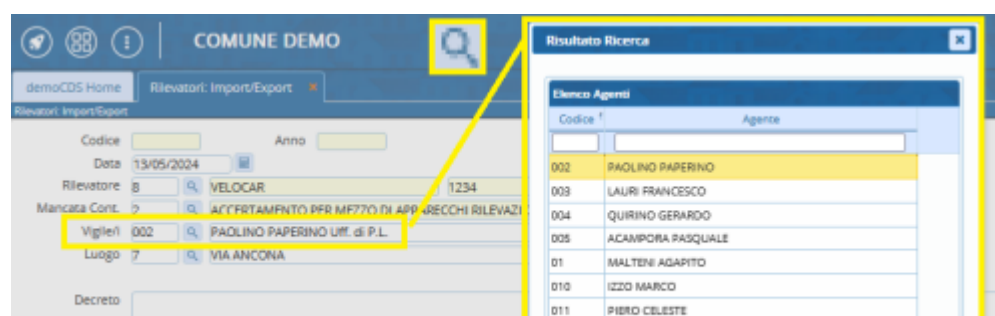 COMUNE DEMO
demoCDS Home
Rilevatori: Import/Export
Rilevatori: Import/Export
Codice
Anno
Data 13/05/2024
Rilevatore 8 VELOCAR 1234
Mancata Cont. 2 ACCERTAMENTO PER MEZZO DI APPARECCHI RILEVAZI
Vigile/i 002 PAOLINO PAPERINO Uff. di P.L.
Luogo 7 VIA ANCONA
Decreto
Risultato Ricerca
Elenco Agenti
Codice Agente
002 PAOLINO PAPERINO
003 LAURI FRANCESCO
004 QUIRINO GERARDO
005 ACAMPORA PASQUALE
01 MALTENI AGAPITO
010 IZZO MARCO
011 PIERO CELESTE